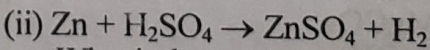 (ii) Zn + H₂SO₄ → ZnSO₄ + H₂